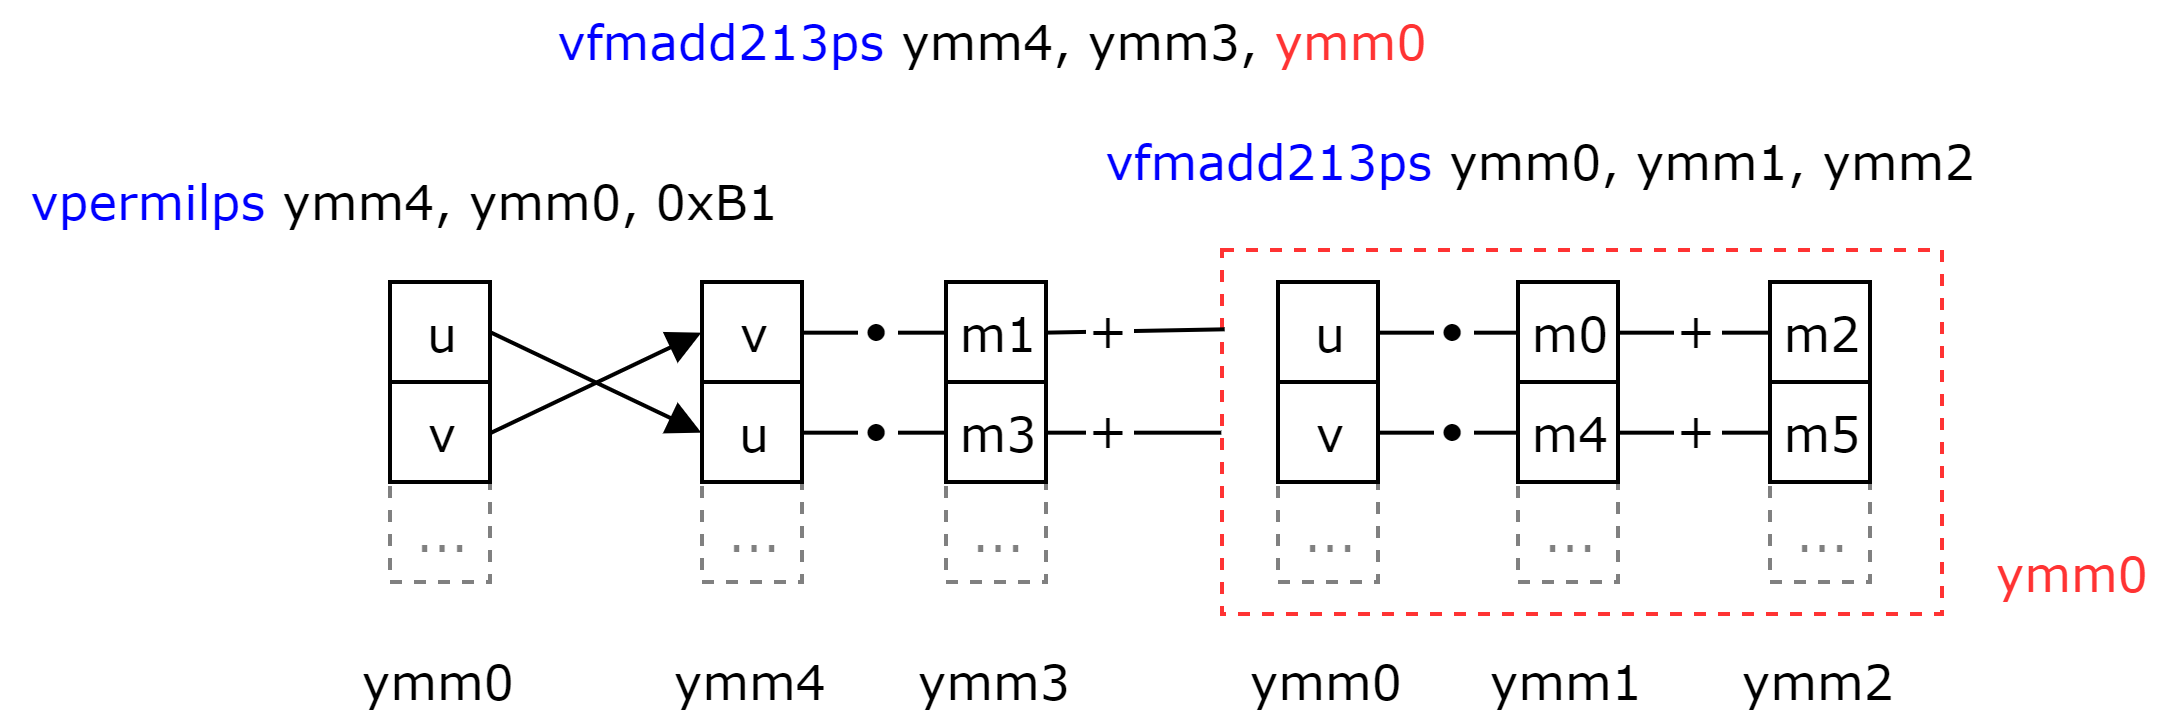 vfmadd213ps ymm4, ymm3, ymm0
vfmadd213ps ymm0, ymm1, ymm2
vpermilps ymm4, ymm0, 0xB1
u v • m1 + u • m0 + m2
v u • m3 + v • m4 + m5
... ... ... ... ... ...
ymm0
ymm0 ymm4 ymm3 ymm0 ymm1 ymm2